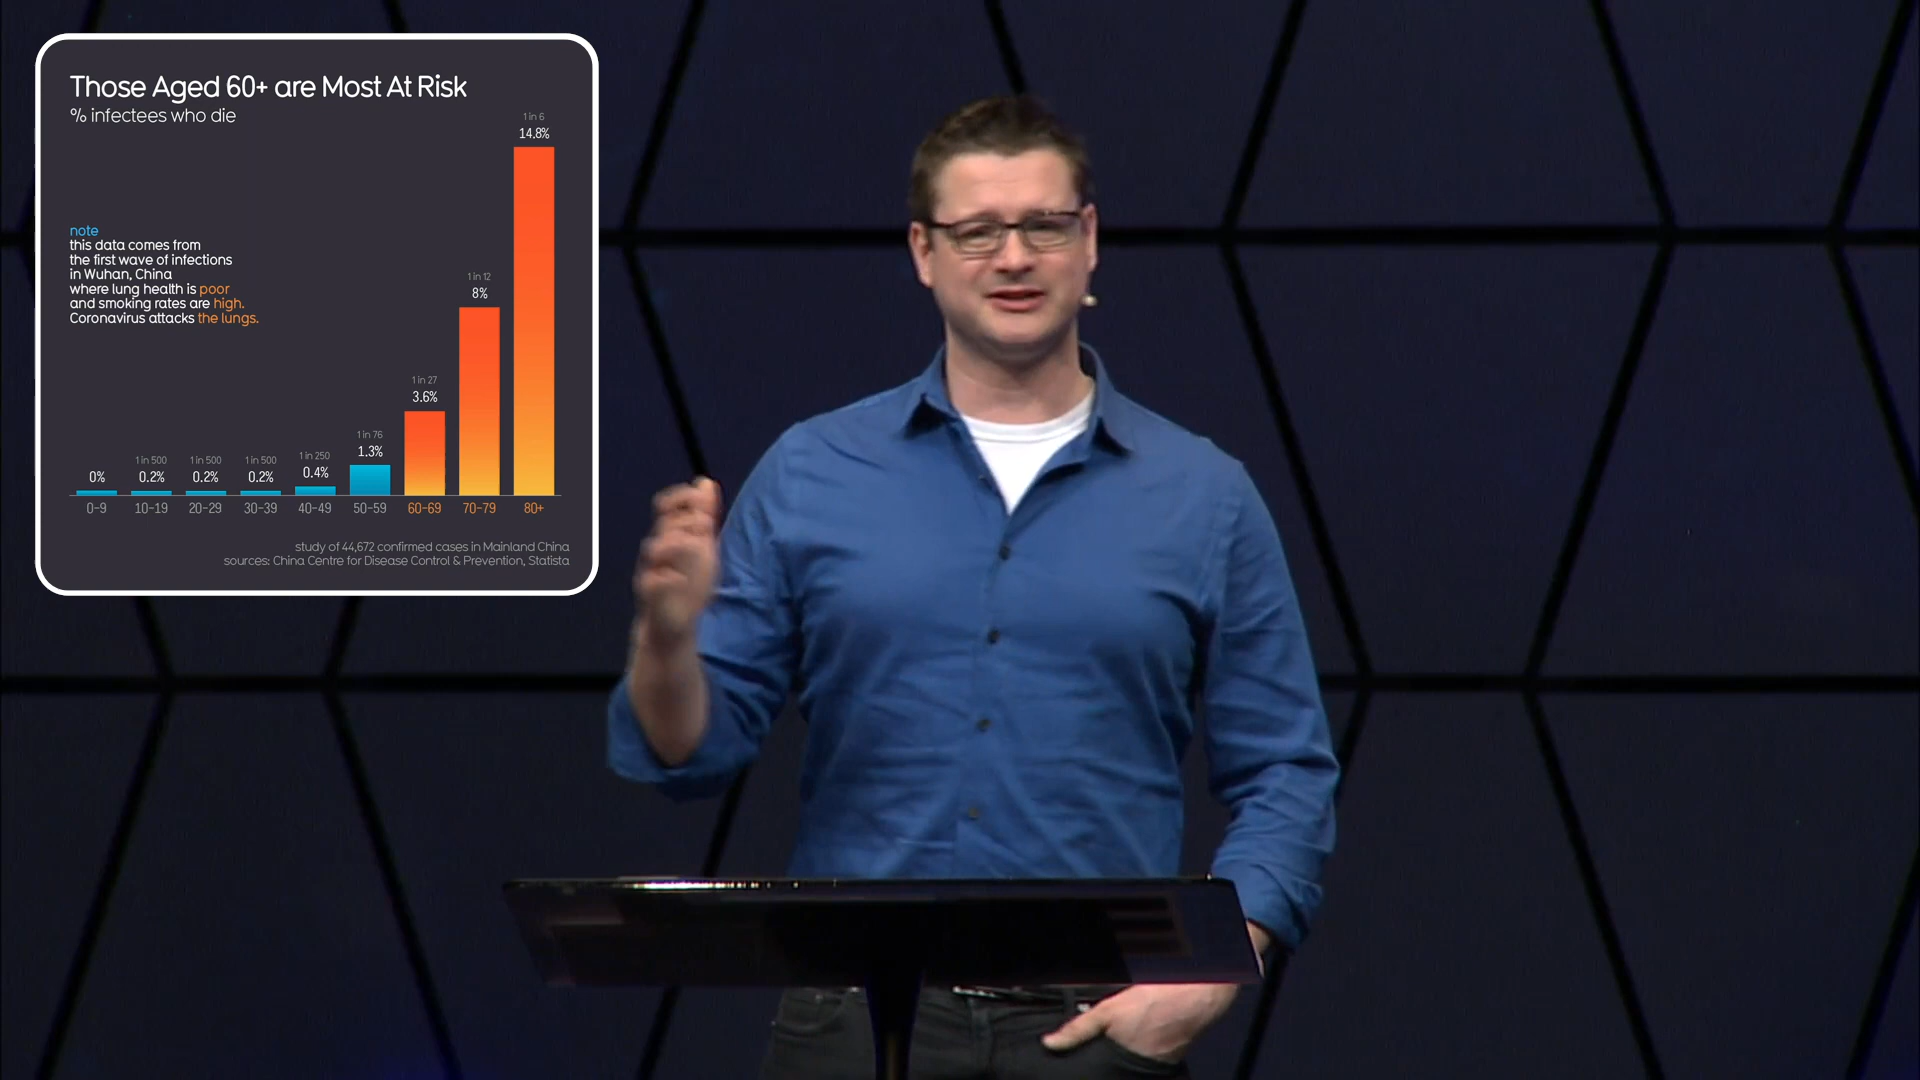 Those Aged 60+ are Most At Risk
% infectees who die
note
this data comes from
the first wave of infections
in Wuhan, China
where lung health is poor
and smoking rates are high.
Coronavirus attacks the lungs.
1 in 500 1 in 500 1 in 500 1 in 250 1 in 76 1 in 27 1 in 12 1 in 6
0% 0.2% 0.2% 0.2% 0.4% 1.3% 3.6% 8% 14.8%
0-9 10-19 20-29 30-39 40-49 50-59 60-69 70-79 80+
study of 44,672 confirmed cases in Mainland China
sources: China Centre for Disease Control & Prevention, Statista